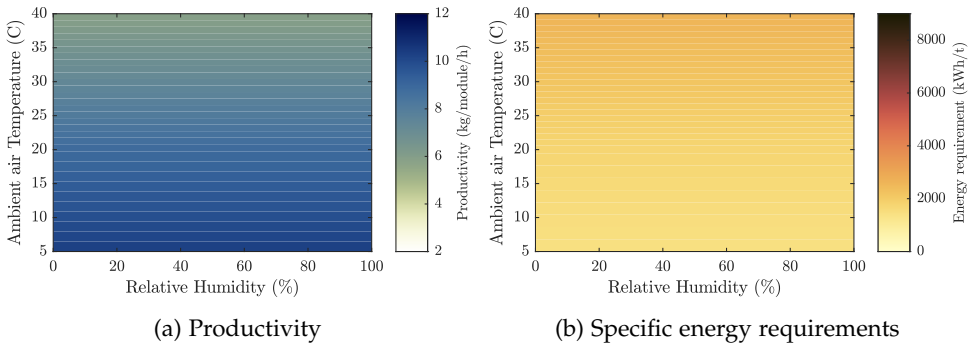 40
35
30
25
20
15
10
5
0 20 40 60 80 100
Relative Humidity (%)
Ambient air Temperature (C)
12
10
8
6
4
2
Productivity (kg/module/h)
(a) Productivity
40
35
30
25
20
15
10
5
0 20 40 60 80 100
Relative Humidity (%)
Ambient air Temperature (C)
8000
6000
4000
2000
0
Energy requirement (kWh/t)
(b) Specific energy requirements